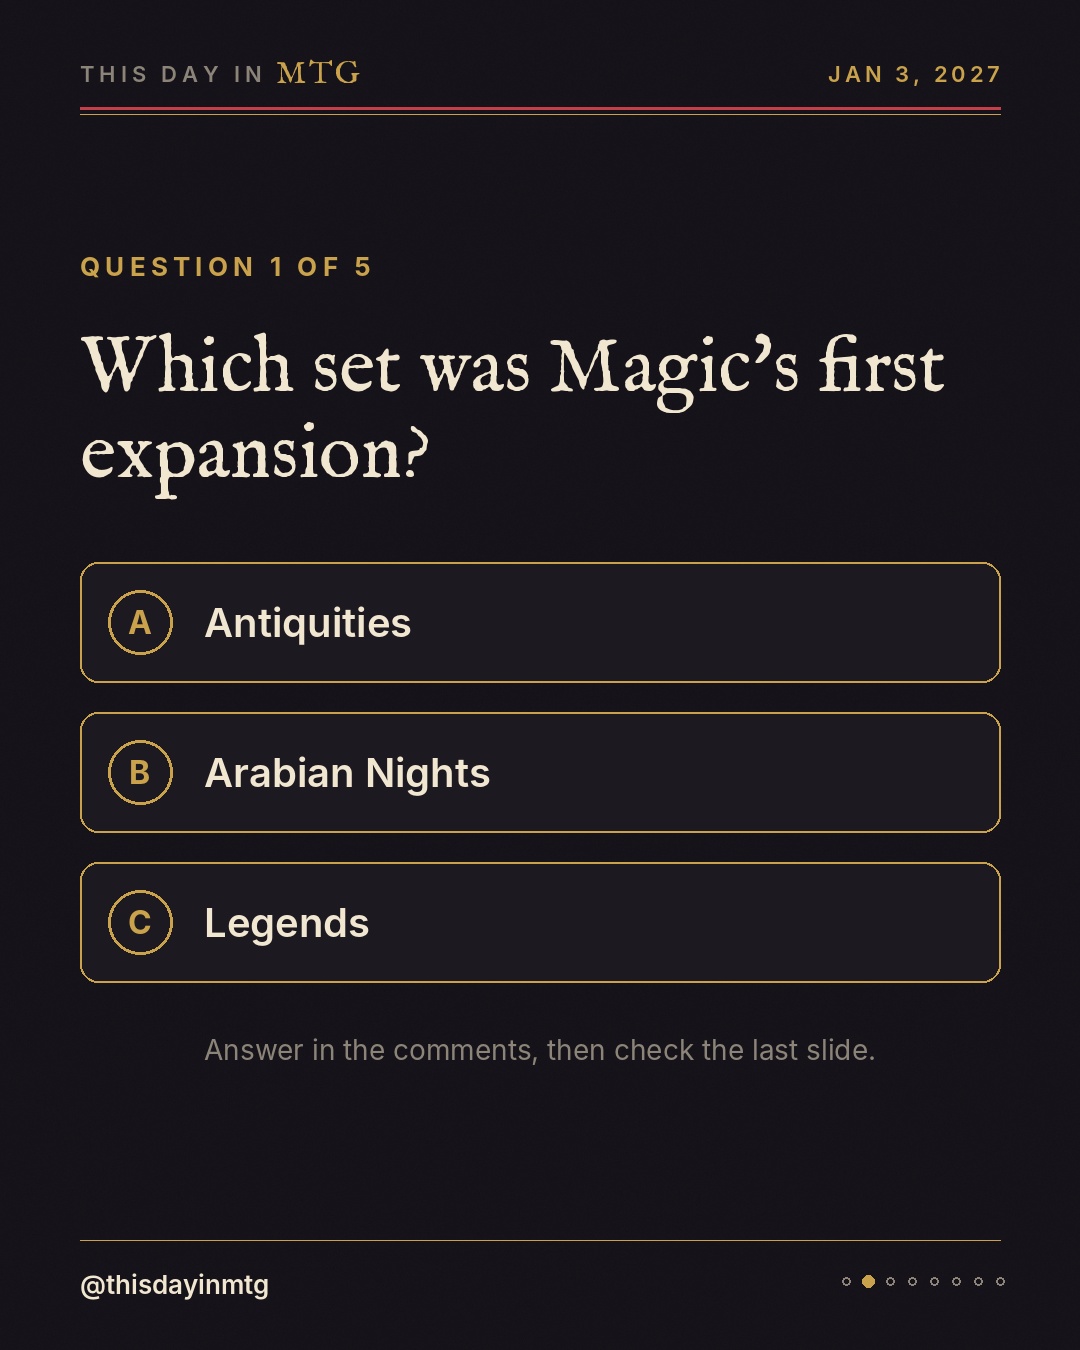 THIS DAY IN MTG
JAN 3, 2027
QUESTION 1 OF 5
Which set was Magic’s first
expansion?
A Antiquities
B Arabian Nights
C Legends
Answer in the comments, then check the last slide.
@thisdayinmtg